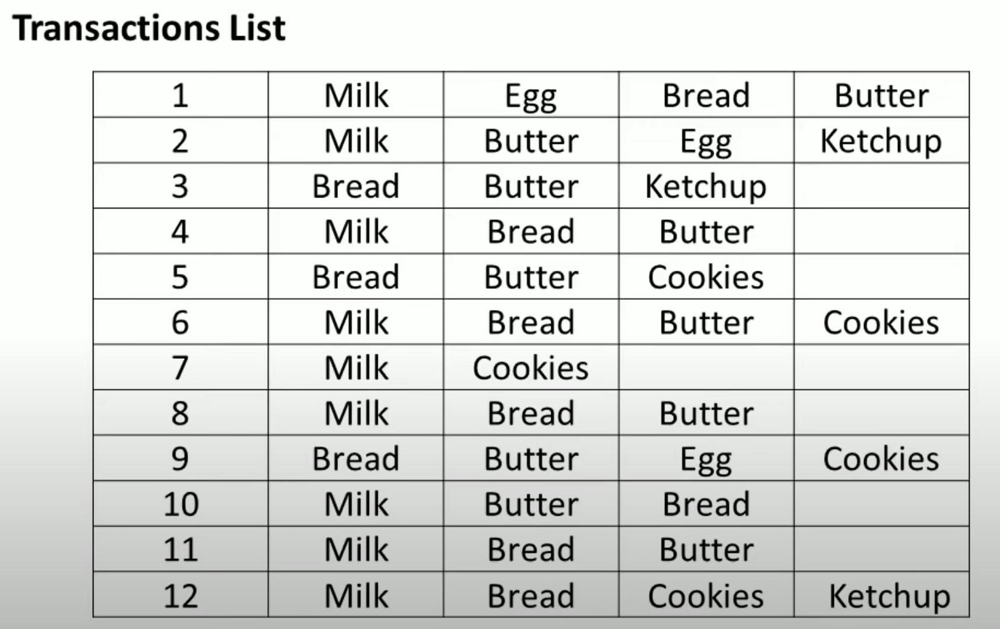 Transactions List
1 Milk Egg Bread Butter
2 Milk Butter Egg Ketchup
3 Bread Butter Ketchup
4 Milk Bread Butter
5 Bread Butter Cookies
6 Milk Bread Butter Cookies
7 Milk Cookies
8 Milk Bread Butter
9 Bread Butter Egg Cookies
10 Milk Butter Bread
11 Milk Bread Butter
12 Milk Bread Cookies Ketchup